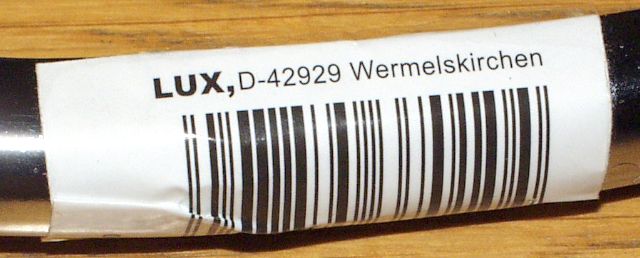 LUX, D-42929 Wermelskirchen